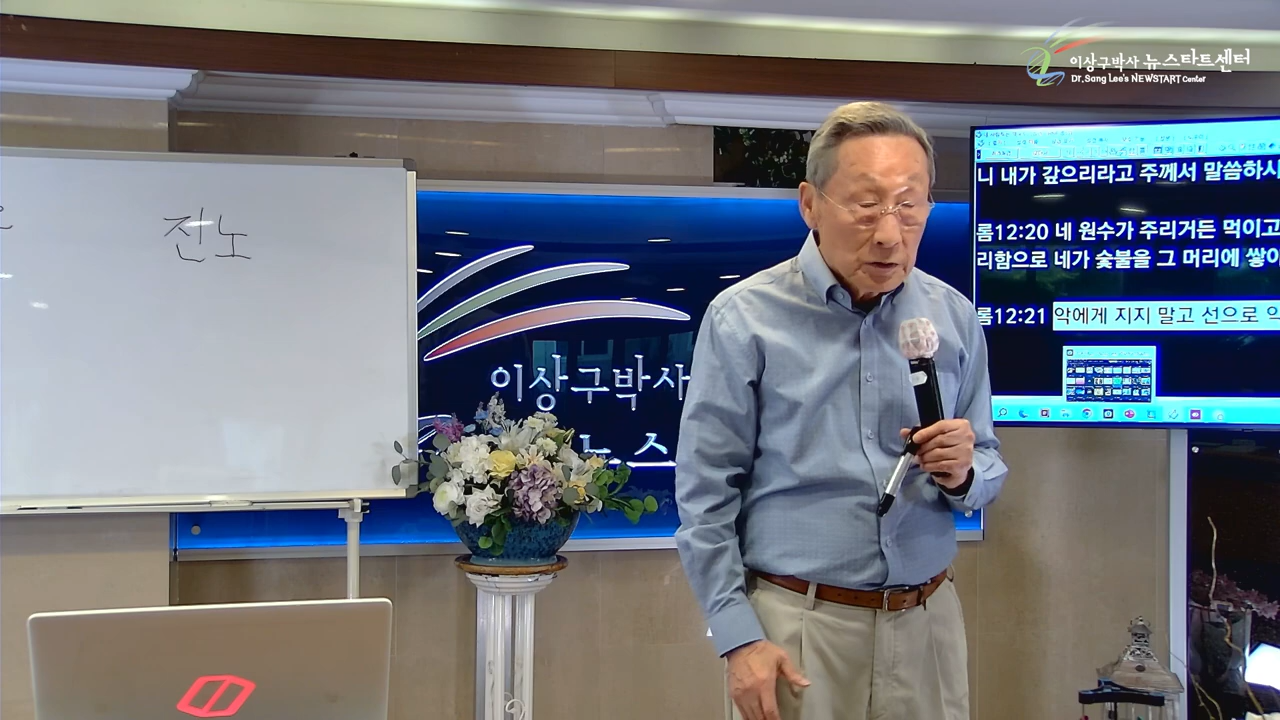 이상구박사 뉴스타트센터
Dr. Sang Lee's NEWSTART Center
진노
니 내가 갚으리라고 주께서 말씀하시
롬12:20 네 원수가 주리거든 먹이고
리함으로 네가 숯불을 그 머리에 쌓아
롬12:21 악에게 지지 말고 선으로 악
이상구박사
뉴스